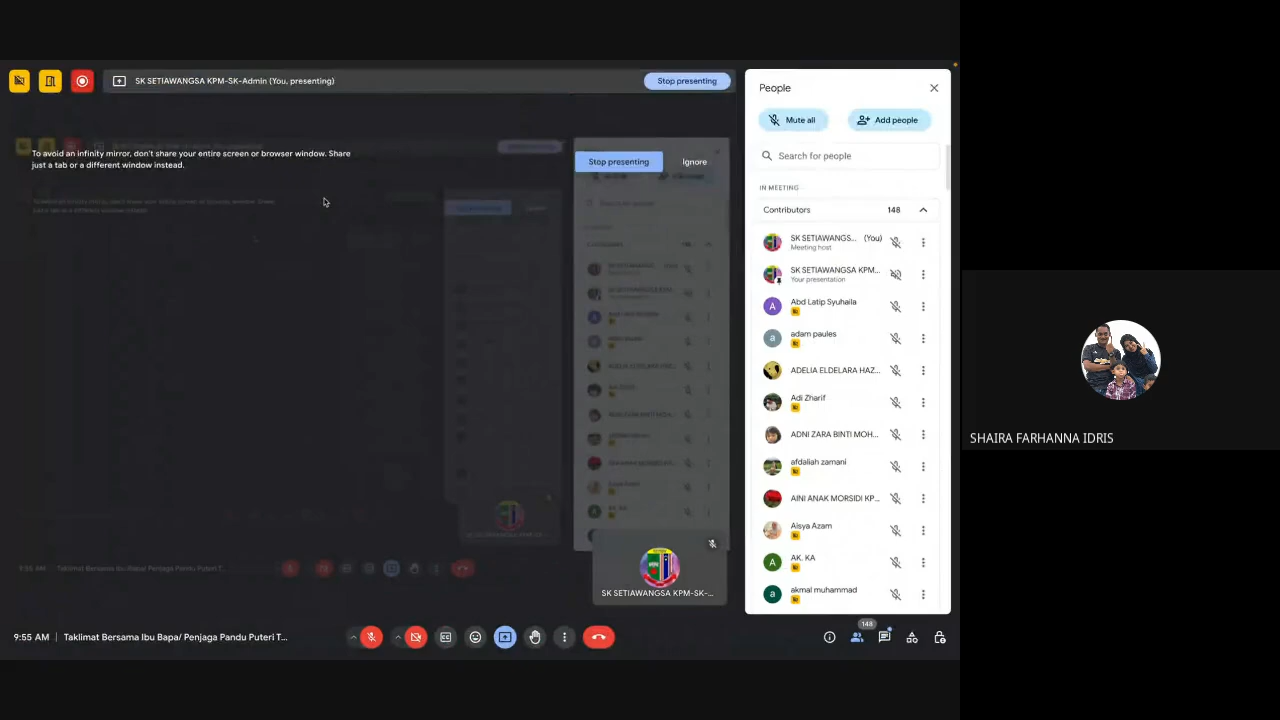 SK SETIAWANGSA KPM-SK-Admin (You, presenting)
Stop presenting
To avoid an infinity mirror, don't share your entire screen or browser window. Share
just a tab or a different window instead.
Stop presenting
Ignore
SK SETIAWANGSA KPM-SK-...
9:55 AM | Taklimat Bersama Ibu Bapa/ Penjaga Pandu Puteri T...
People
Mute all
Add people
Search for people
IN MEETING
Contributors 148
SK SETIAWANGS... (You)
Meeting host
SK SETIAWANGSA KPM...
Your presentation
A
Abd Latip Syuhaila
a
adam paules
ADELIA ELDELARA HAZ...
Adi Zharif
ADNI ZARA BINTI MOH...
afdaliah zamani
AINI ANAK MORSIDI KP...
Aisya Azam
A
AK. KA
a
akmal muhammad
148
SHAIRA FARHANNA IDRIS